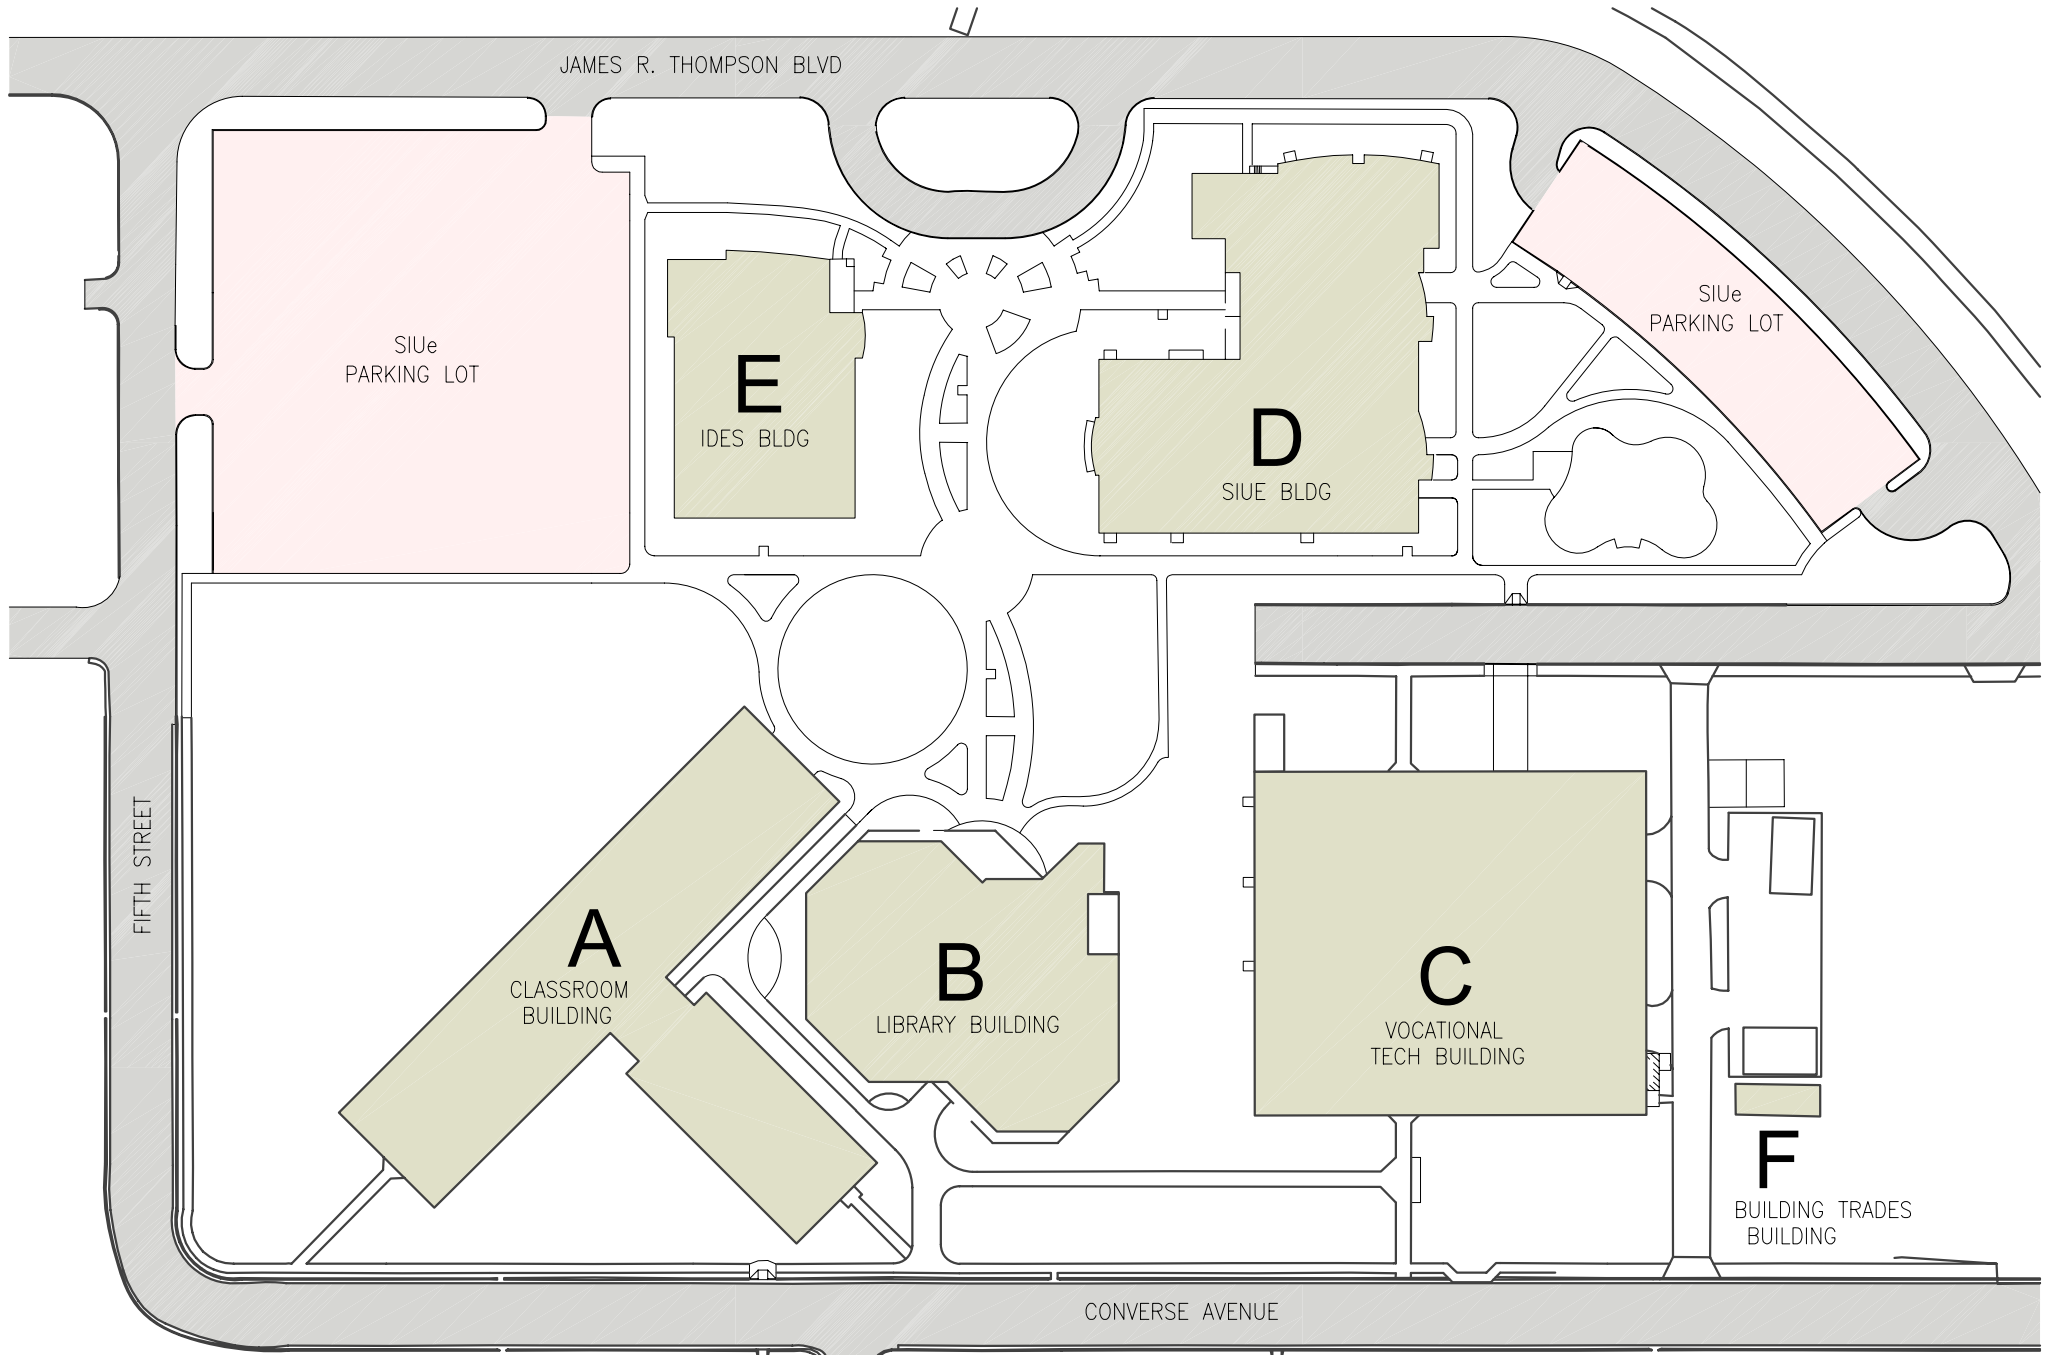 JAMES R. THOMPSON BLVD
SIUe
PARKING LOT
SIUe
PARKING LOT
E
IDES BLDG
D
SIUE BLDG
FIFTH STREET
A
CLASSROOM
BUILDING
B
LIBRARY BUILDING
C
VOCATIONAL
TECH BUILDING
F
BUILDING TRADES
BUILDING
CONVERSE AVENUE